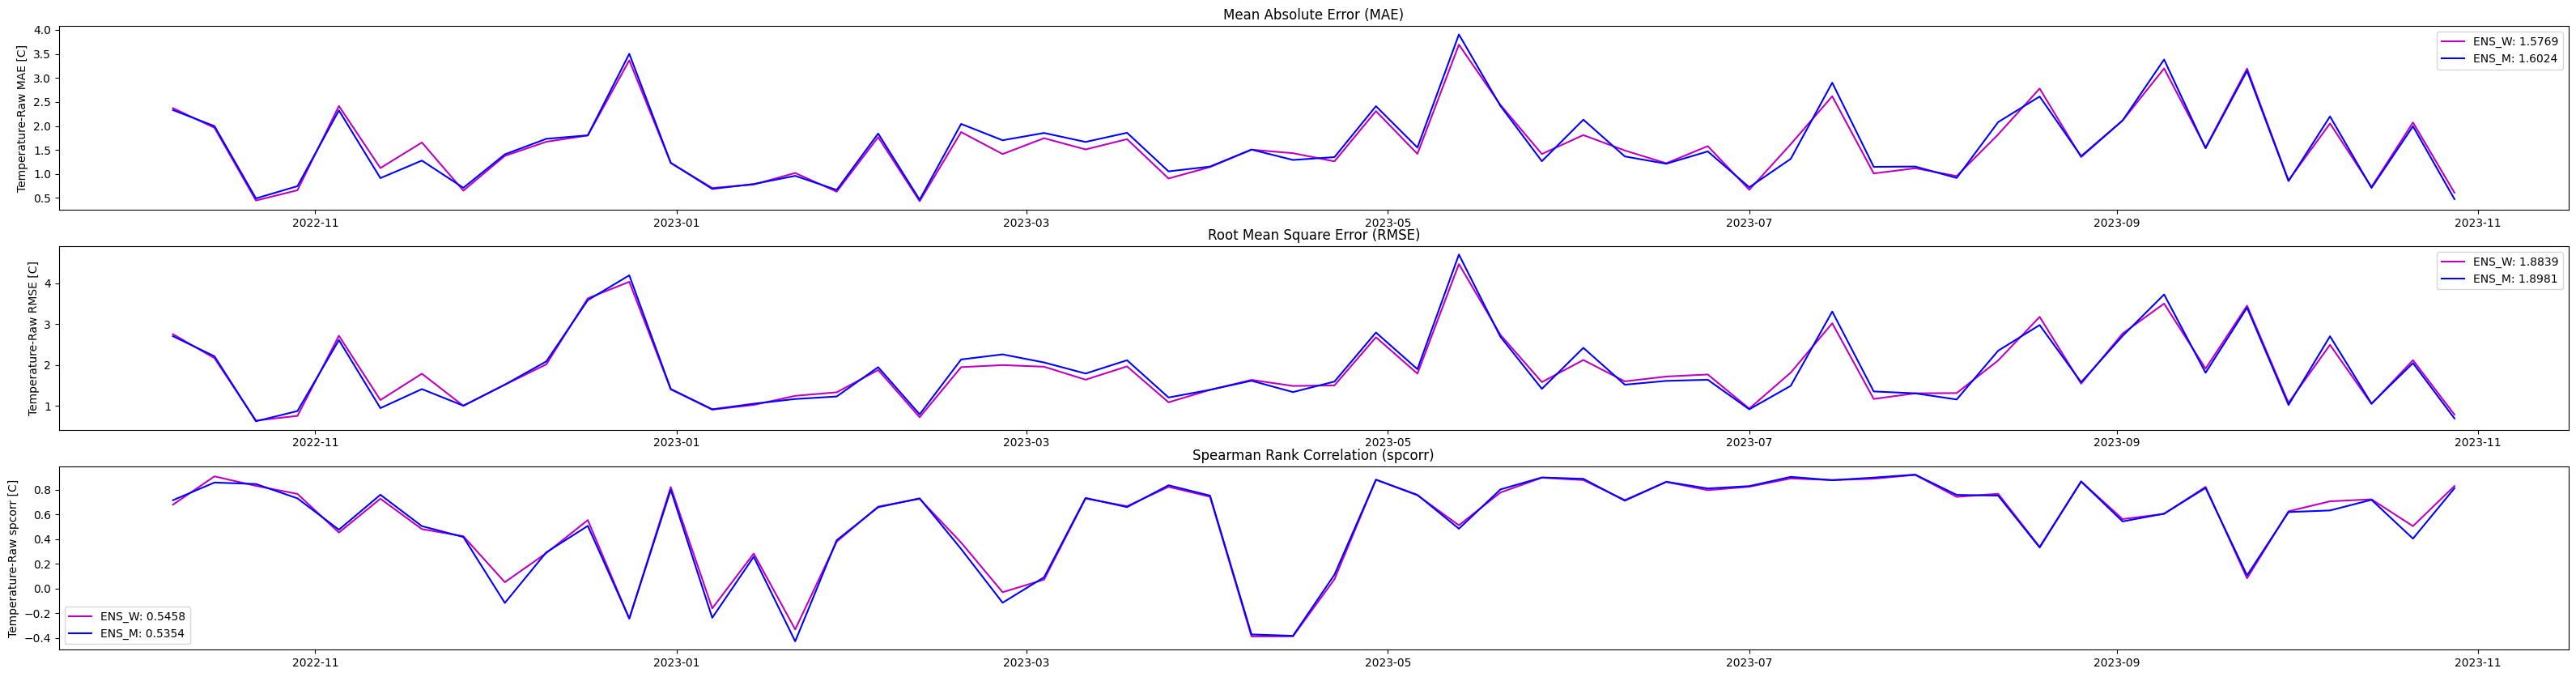 Mean Absolute Error (MAE)
Temperature-Raw MAE [C]
4.0
3.5
3.0
2.5
2.0
1.5
1.0
0.5
ENS_W: 1.5769
ENS_M: 1.6024
2022-11 2023-01 2023-03 2023-05 2023-07 2023-09 2023-11
Root Mean Square Error (RMSE)
Temperature-Raw RMSE [C]
4
3
2
1
ENS_W: 1.8839
ENS_M: 1.8981
2022-11 2023-01 2023-03 2023-05 2023-07 2023-09 2023-11
Spearman Rank Correlation (spcorr)
Temperature-Raw spcorr [C]
0.8
0.6
0.4
0.2
0.0
−0.2
−0.4
ENS_W: 0.5458
ENS_M: 0.5354
2022-11 2023-01 2023-03 2023-05 2023-07 2023-09 2023-11